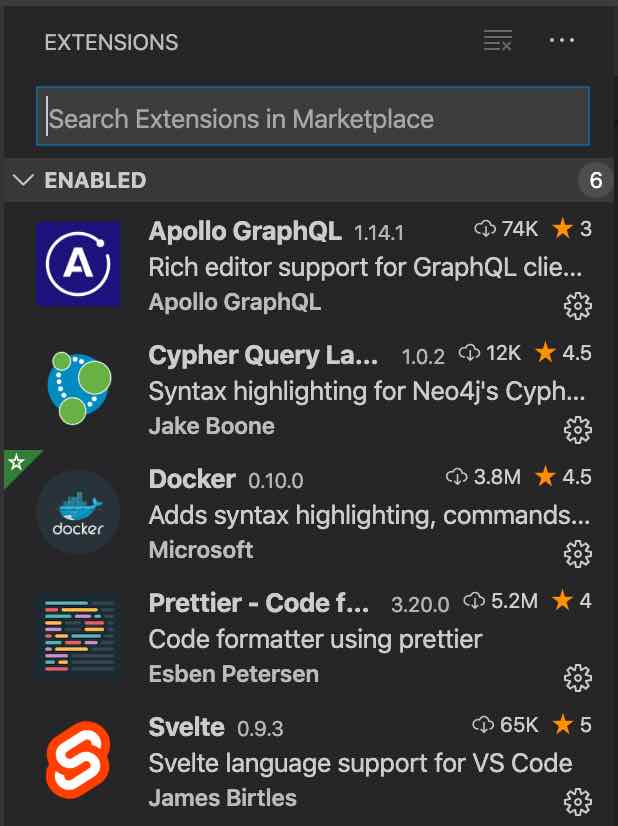 EXTENSIONS
Search Extensions in Marketplace
ENABLED 6
Apollo GraphQL 1.14.1 74K 3
Rich editor support for GraphQL clie...
Apollo GraphQL
Cypher Query La... 1.0.2 12K 4.5
Syntax highlighting for Neo4j's Cyph...
Jake Boone
Docker 0.10.0 3.8M 4.5
docker
Adds syntax highlighting, commands...
Microsoft
Prettier - Code f... 3.20.0 5.2M 4
Code formatter using prettier
Esben Petersen
Svelte 0.9.3 65K 5
Svelte language support for VS Code
James Birtles